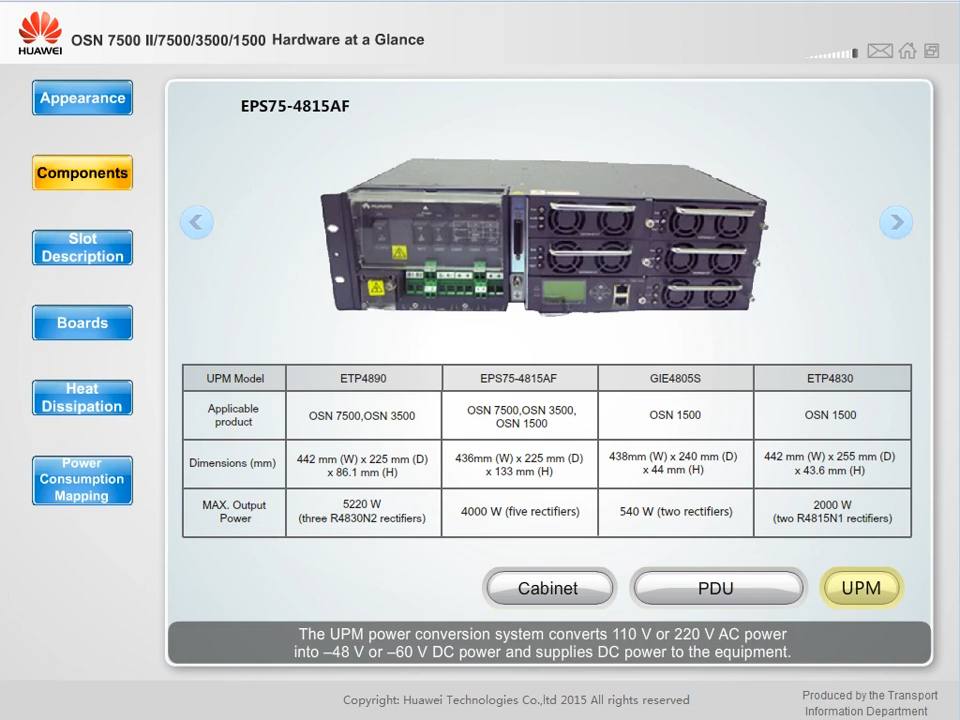 HUAWEI
OSN 7500 II/7500/3500/1500 Hardware at a Glance
Appearance
Components
Slot
Description
Boards
Heat
Dissipation
Power
Consumption
Mapping
EPS75-4815AF
HUAWEI
UPM Model ETP4890 EPS75-4815AF GIE4805S ETP4830
Applicable
product
OSN 7500,OSN 3500
OSN 7500,OSN 3500,
OSN 1500
OSN 1500
OSN 1500
Dimensions (mm)
442 mm (W) x 225 mm (D)
x 86.1 mm (H)
436mm (W) x 225 mm (D)
x 133 mm (H)
438mm (W) x 240 mm (D)
x 44 mm (H)
442 mm (W) x 255 mm (D)
x 43.6 mm (H)
MAX. Output
Power
5220 W
(three R4830N2 rectifiers)
4000 W (five rectifiers)
540 W (two rectifiers)
2000 W
(two R4815N1 rectifiers)
Cabinet
PDU
UPM
The UPM power conversion system converts 110 V or 220 V AC power
into –48 V or –60 V DC power and supplies DC power to the equipment.
Copyright: Huawei Technologies Co.,ltd 2015 All rights reserved
Produced by the Transport
Information Department